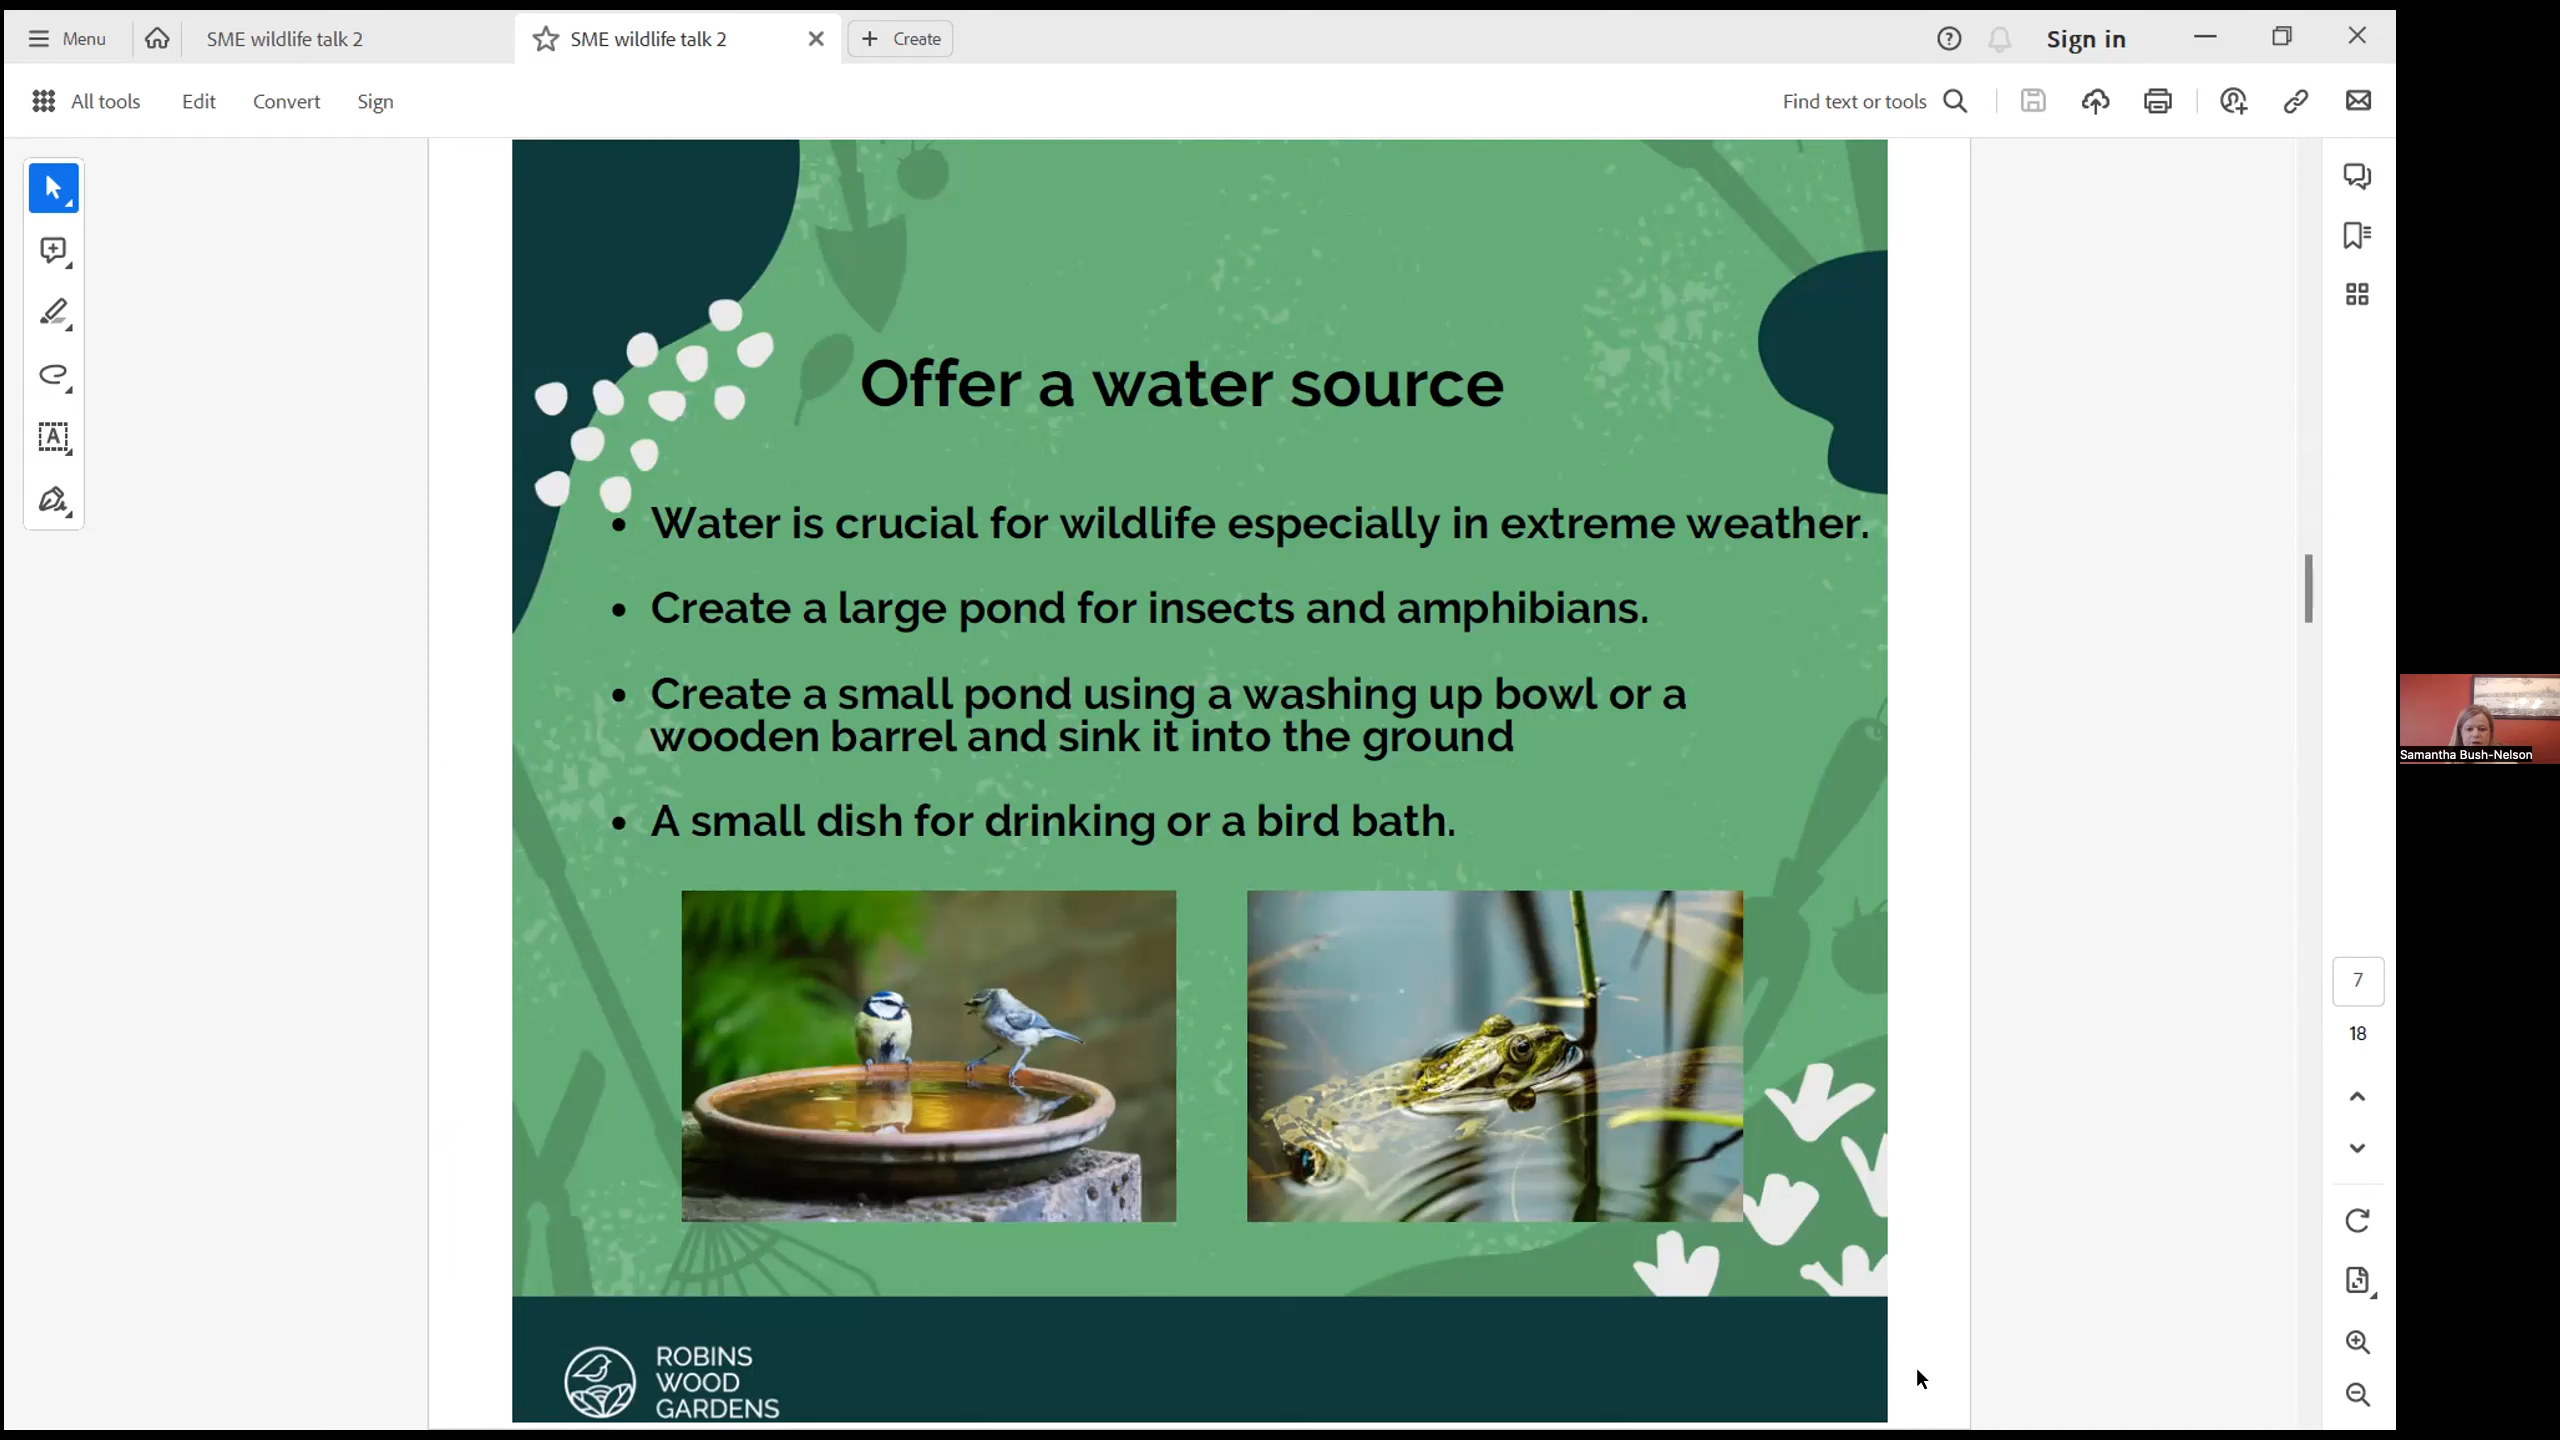 Menu
SME wildlife talk 2
SME wildlife talk 2
Create
Sign in
All tools
Edit
Convert
Sign
Find text or tools
Offer a water source
• Water is crucial for wildlife especially in extreme weather.
• Create a large pond for insects and amphibians.
• Create a small pond using a washing up bowl or a
wooden barrel and sink it into the ground
• A small dish for drinking or a bird bath.
Samantha Bush-Nelson
7
18
ROBINS
WOOD
GARDENS